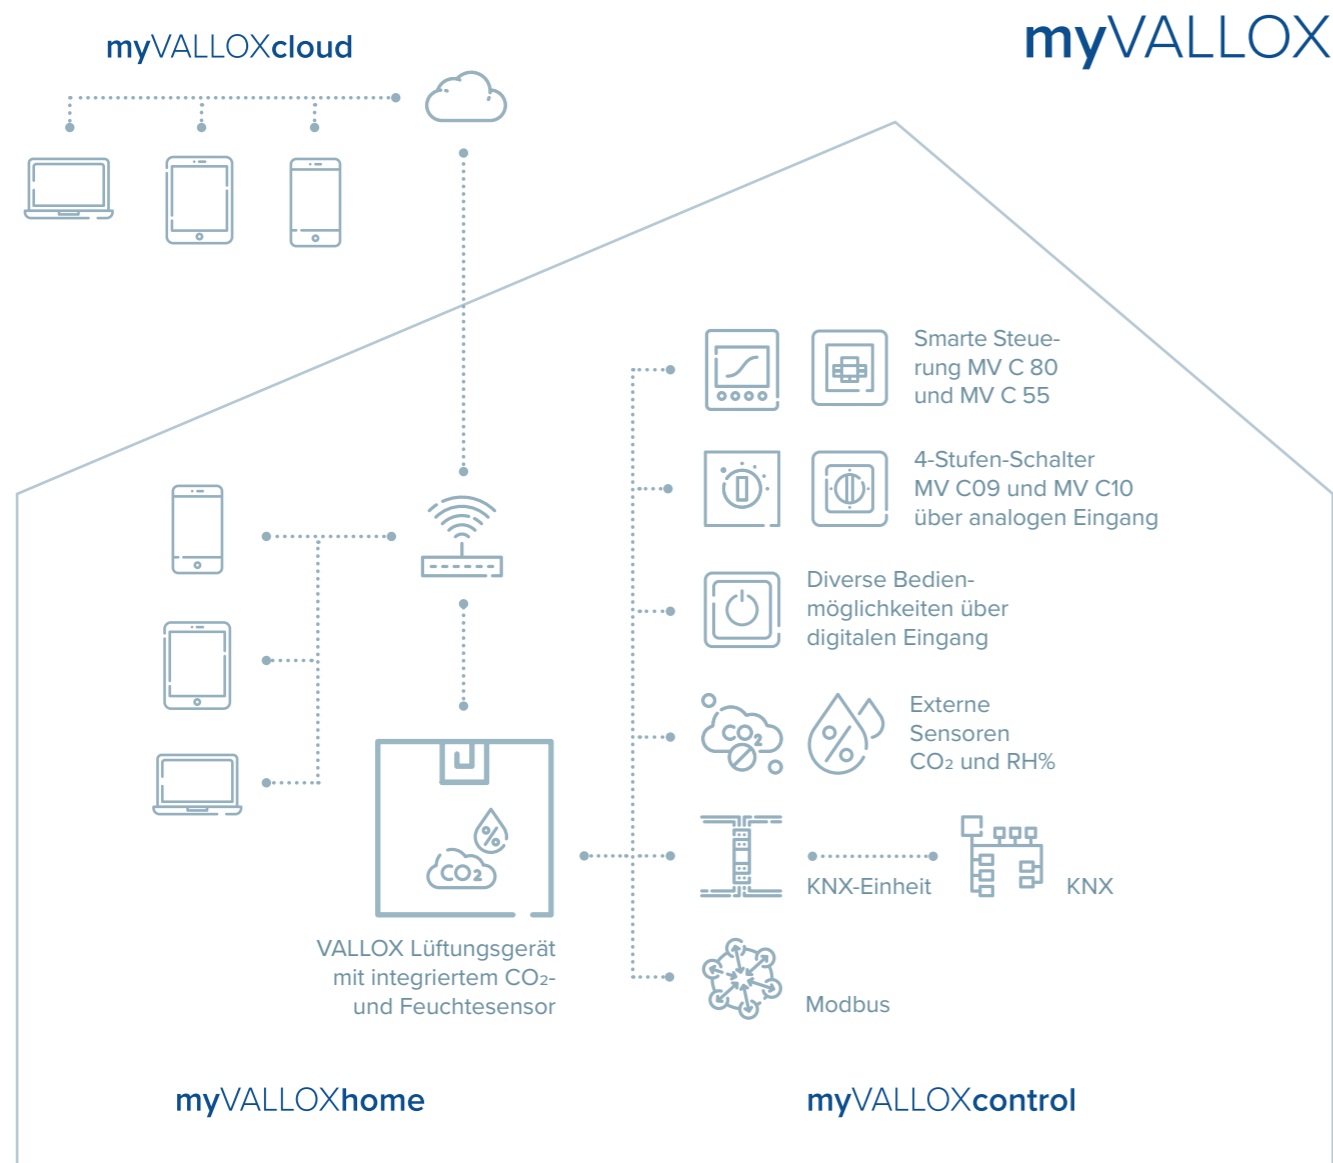 myVALLOXcloud
myVALLOX
Smarte Steue-
rung MV C 80
und MV C 55
4-Stufen-Schalter
MV C09 und MV C10
über analogen Eingang
Diverse Bedien-
möglichkeiten über
digitalen Eingang
CO₂
%
Externe
Sensoren
CO₂ und RH%
%
CO₂
KNX-Einheit
KNX
VALLOX Lüftungsgerät
mit integriertem CO₂-
und Feuchtesensor
Modbus
myVALLOXhome
myVALLOXcontrol